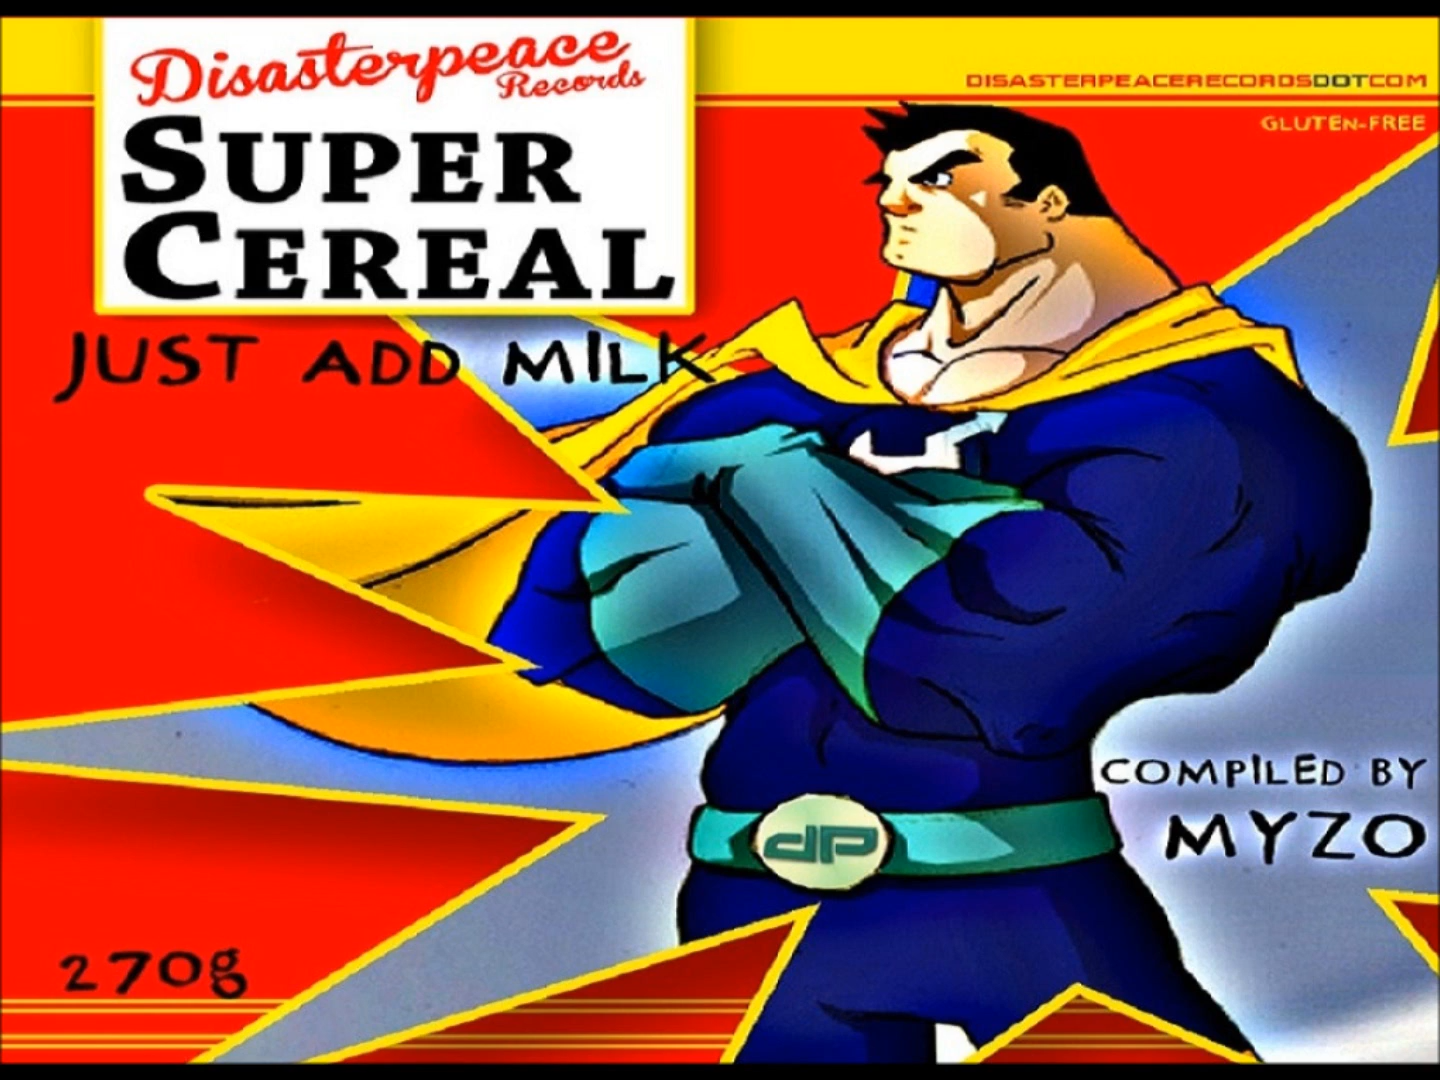 Disasterpeace
Records
SUPER
CEREAL
JUST ADD MILK
DISASTERPEACERECORDSDOTCOM
GLUTEN-FREE
COMPILED BY
MYZO
dP
270g